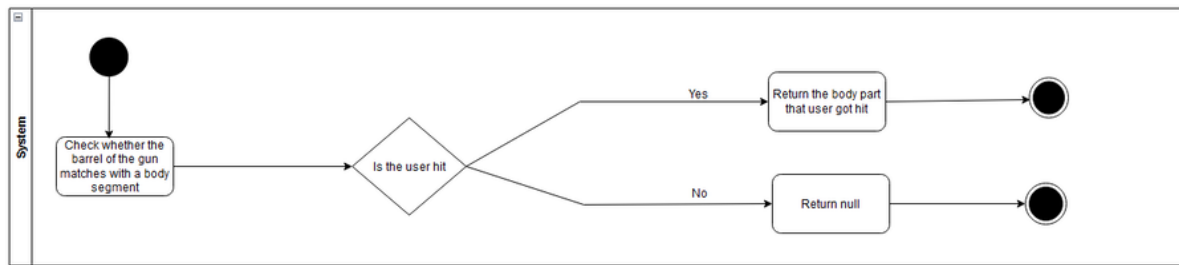 System
Check whether the
barrel of the gun
matches with a body
segment
Is the user hit
Yes
Return the body part
that user got hit
No
Return null